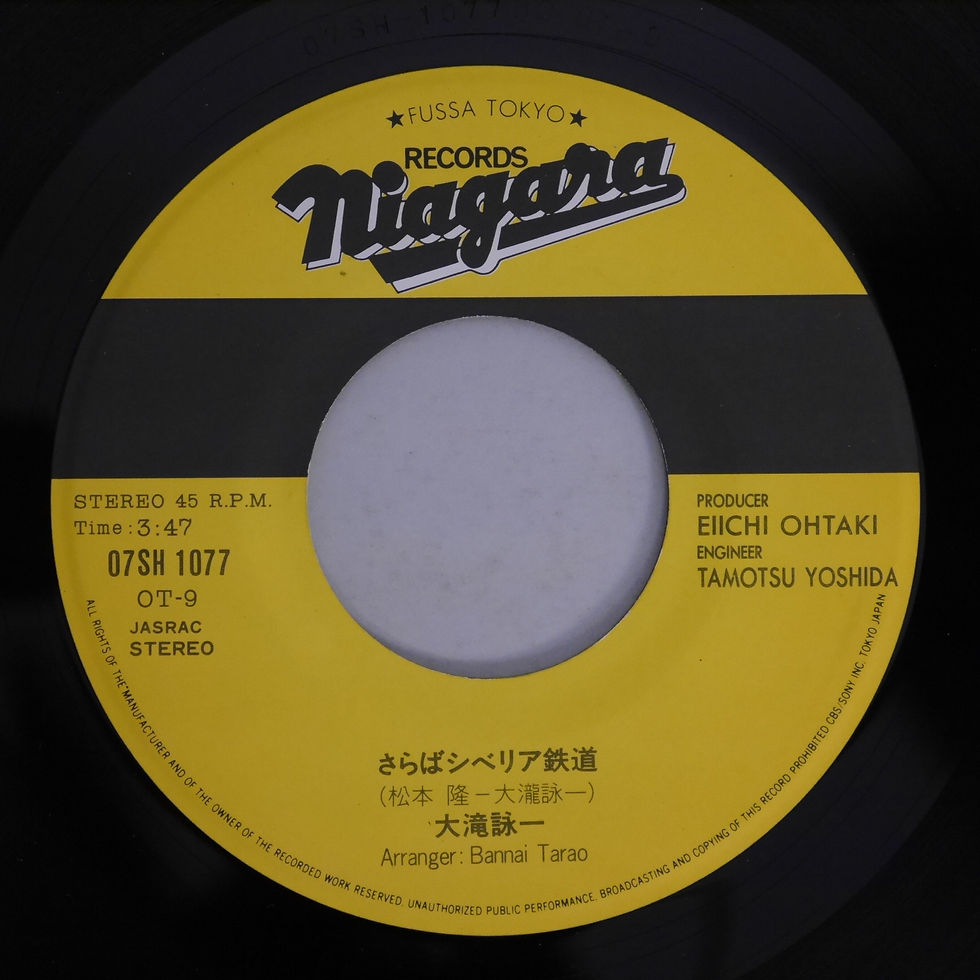 ★FUSSA TOKYO★
RECORDS
Niagara
STEREO 45 R.P.M.
Time:3:47
07SH 1077
OT-9
JASRAC
STEREO
PRODUCER
EIICHI OHTAKI
ENGINEER
TAMOTSU YOSHIDA
さらばシベリア鉄道
(松本 隆−大瀧詠一)
大滝詠一
Arranger: Bannai Tarao
ALL RIGHTS OF THE MANUFACTURER AND OF THE OWNER OF THE RECORDED WORK RESERVED. UNAUTHORIZED PUBLIC PERFORMANCE, BROADCASTING AND COPYING OF THIS RECORD PROHIBITED CBS/SONY INC. TOKYO JAPAN